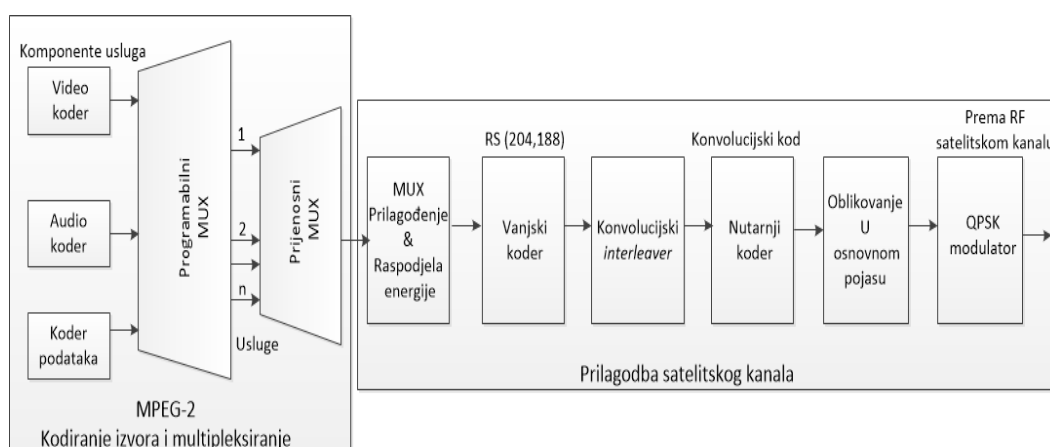 Komponente usluga
Video
koder
Audio
koder
Koder
podataka
Programabilni
MUX
1
2
n
Usluge
Prijenosni
MUX
MPEG-2
Kodiranje izvora i multipleksiranje
MUX
Prilagođenje
&
Raspodjela
energije
RS (204,188)
Vanjski
koder
Konvolucijski
interleaver
Konvolucijski kod
Nutarnji
koder
Oblikovanje
U
osnovnom
pojasu
Prema RF
satelitskom kanalu
QPSK
modulator
Prilagodba satelitskog kanala